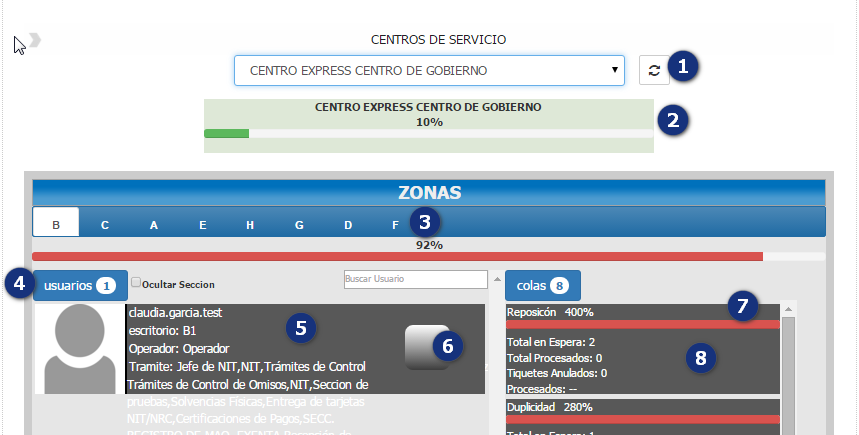 CENTROS DE SERVICIO
CENTRO EXPRESS CENTRO DE GOBIERNO
1
CENTRO EXPRESS CENTRO DE GOBIERNO
10%
2
ZONAS
B C A E H G D F
3
92%
4
usuarios 1
Ocultar Seccion
Buscar Usuario
colas 8
claudia.garcia.test
escritorio: B1
Operador: Operador
Tramite: Jefe de NIT,NIT,Trámites de Control
Trámites de Control de Omisos,NIT,Seccion de
pruebas,Solvencias Físicas,Entrega de tarjetas
NIT/NRC,Certificaciones de Pagos,SECC.
5
6
Reposicón 400%
7
Total en Espera: 2
Total Procesados: 0
Tiquetes Anulados: 0
Procesados: --
8
Duplicidad 280%
Total en Espera: 1